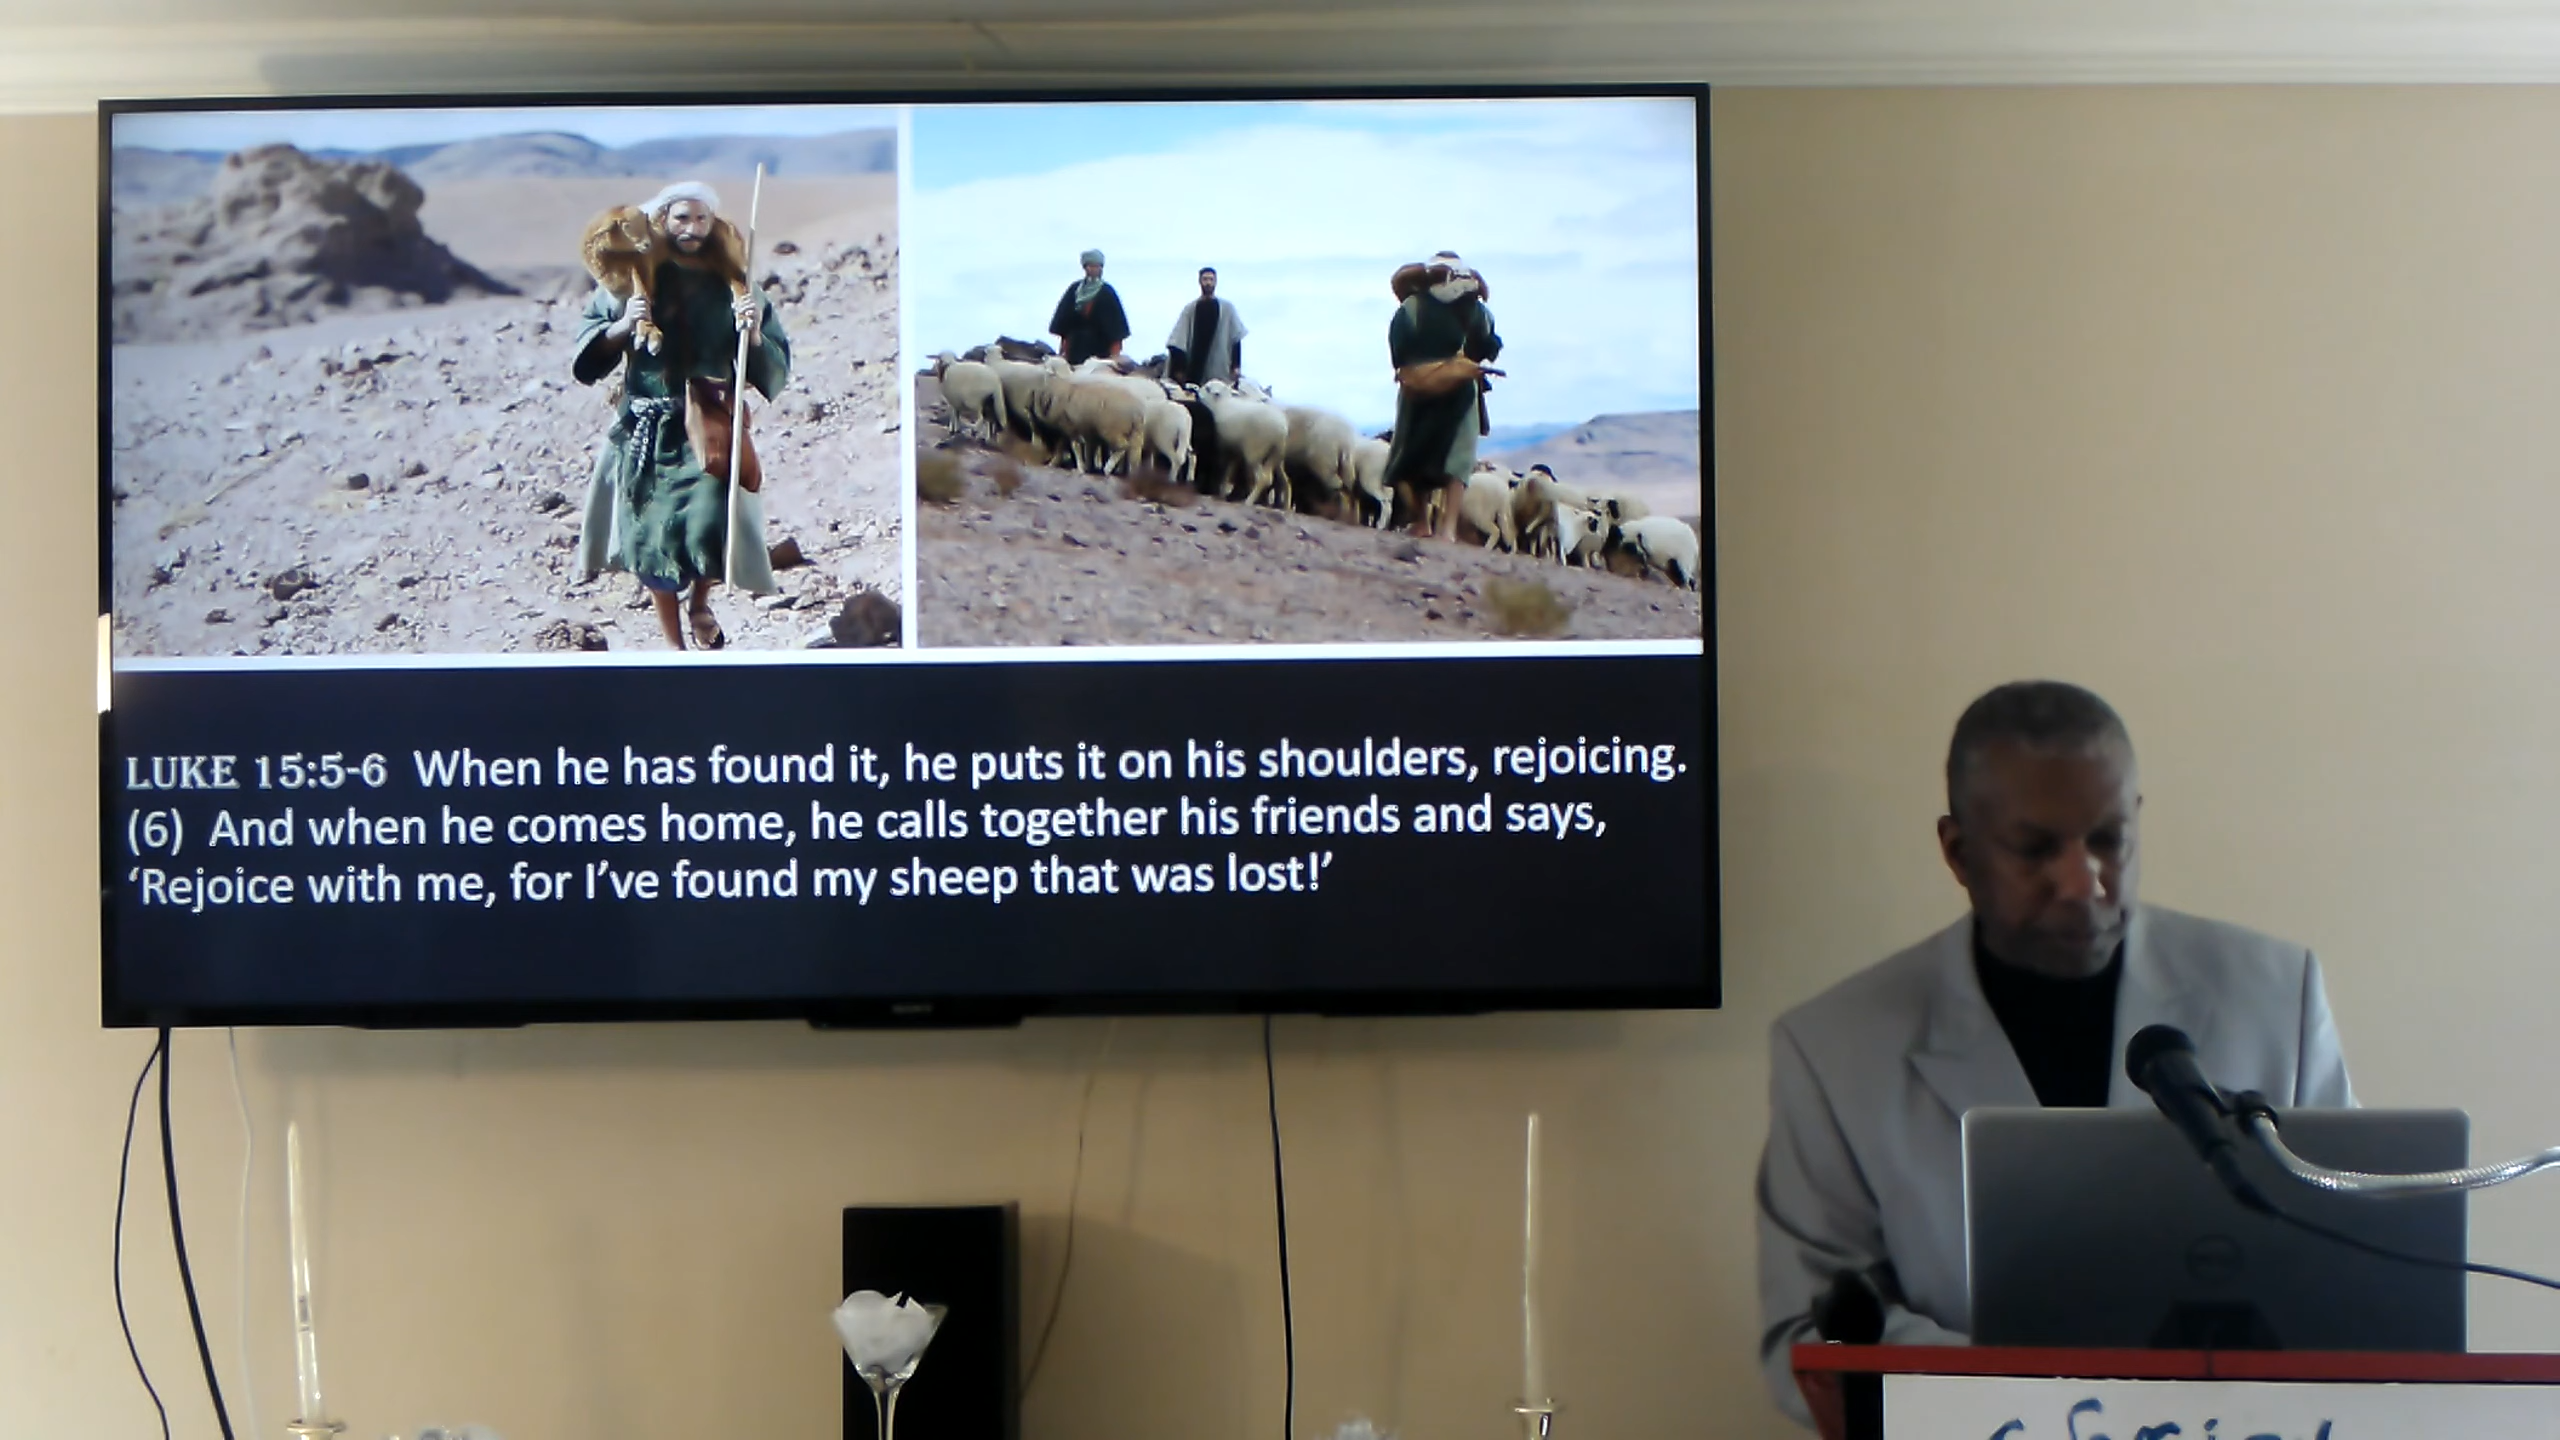 LUKE 15:5-6 When he has found it, he puts it on his shoulders, rejoicing.
(6) And when he comes home, he calls together his friends and says,
‘Rejoice with me, for I’ve found my sheep that was lost!’